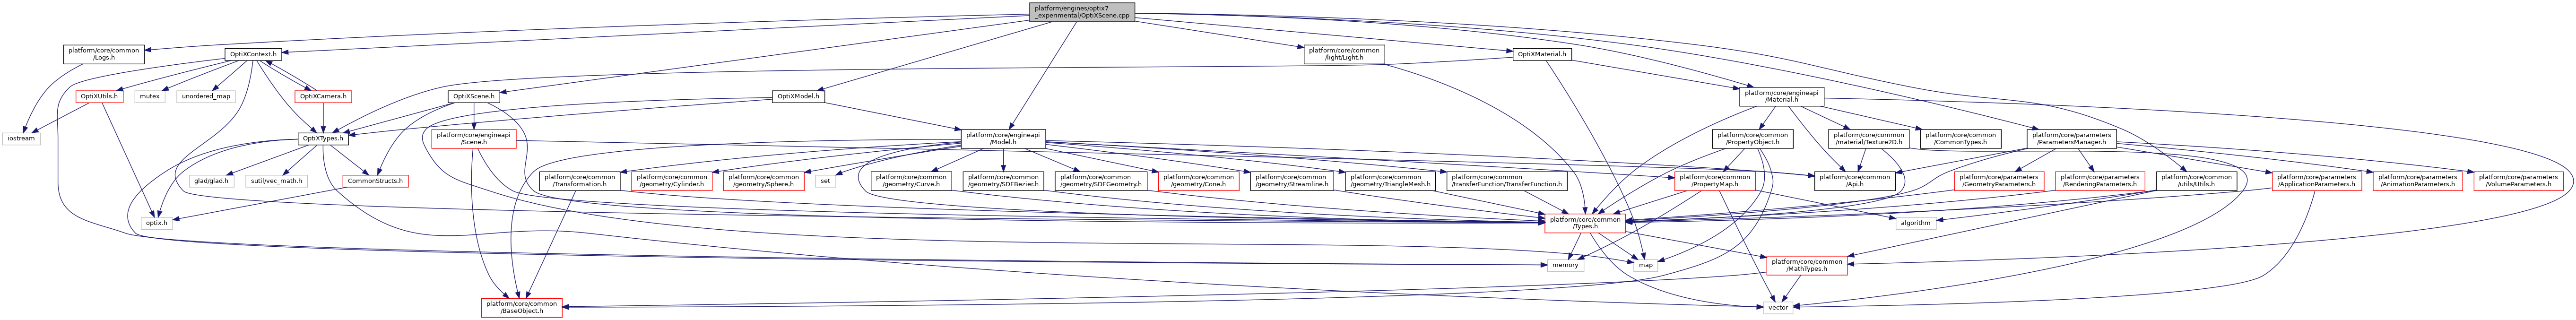 platform/engines/optix7
_experimental/OptiXScene.cpp
platform/core/common
/Logs.h
OptiXContext.h
platform/core/common
/light/Light.h
OptiXMaterial.h
OptiXUtils.h
mutex
unordered_map
OptiXCamera.h
OptiXScene.h
OptiXModel.h
platform/core/engineapi
/Material.h
iostream
OptiXTypes.h
platform/core/engineapi
/Scene.h
platform/core/engineapi
/Model.h
platform/core/common
/PropertyObject.h
platform/core/common
/material/Texture2D.h
platform/core/common
/CommonTypes.h
platform/core/parameters
/ParametersManager.h
glad/glad.h
sutil/vec_math.h
CommonStructs.h
platform/core/common
/Transformation.h
platform/core/common
/geometry/Cylinder.h
platform/core/common
/geometry/Sphere.h
set
platform/core/common
/geometry/Curve.h
platform/core/common
/geometry/SDFBezier.h
platform/core/common
/geometry/SDFGeometry.h
platform/core/common
/geometry/Cone.h
platform/core/common
/geometry/Streamline.h
platform/core/common
/geometry/TriangleMesh.h
platform/core/common
/transferFunction/TransferFunction.h
platform/core/common
/PropertyMap.h
platform/core/common
/Api.h
platform/core/parameters
/GeometryParameters.h
platform/core/parameters
/RenderingParameters.h
platform/core/common
/utils/Utils.h
platform/core/parameters
/ApplicationParameters.h
platform/core/parameters
/AnimationParameters.h
platform/core/parameters
/VolumeParameters.h
optix.h
platform/core/common
/Types.h
algorithm
memory
map
platform/core/common
/MathTypes.h
platform/core/common
/BaseObject.h
vector